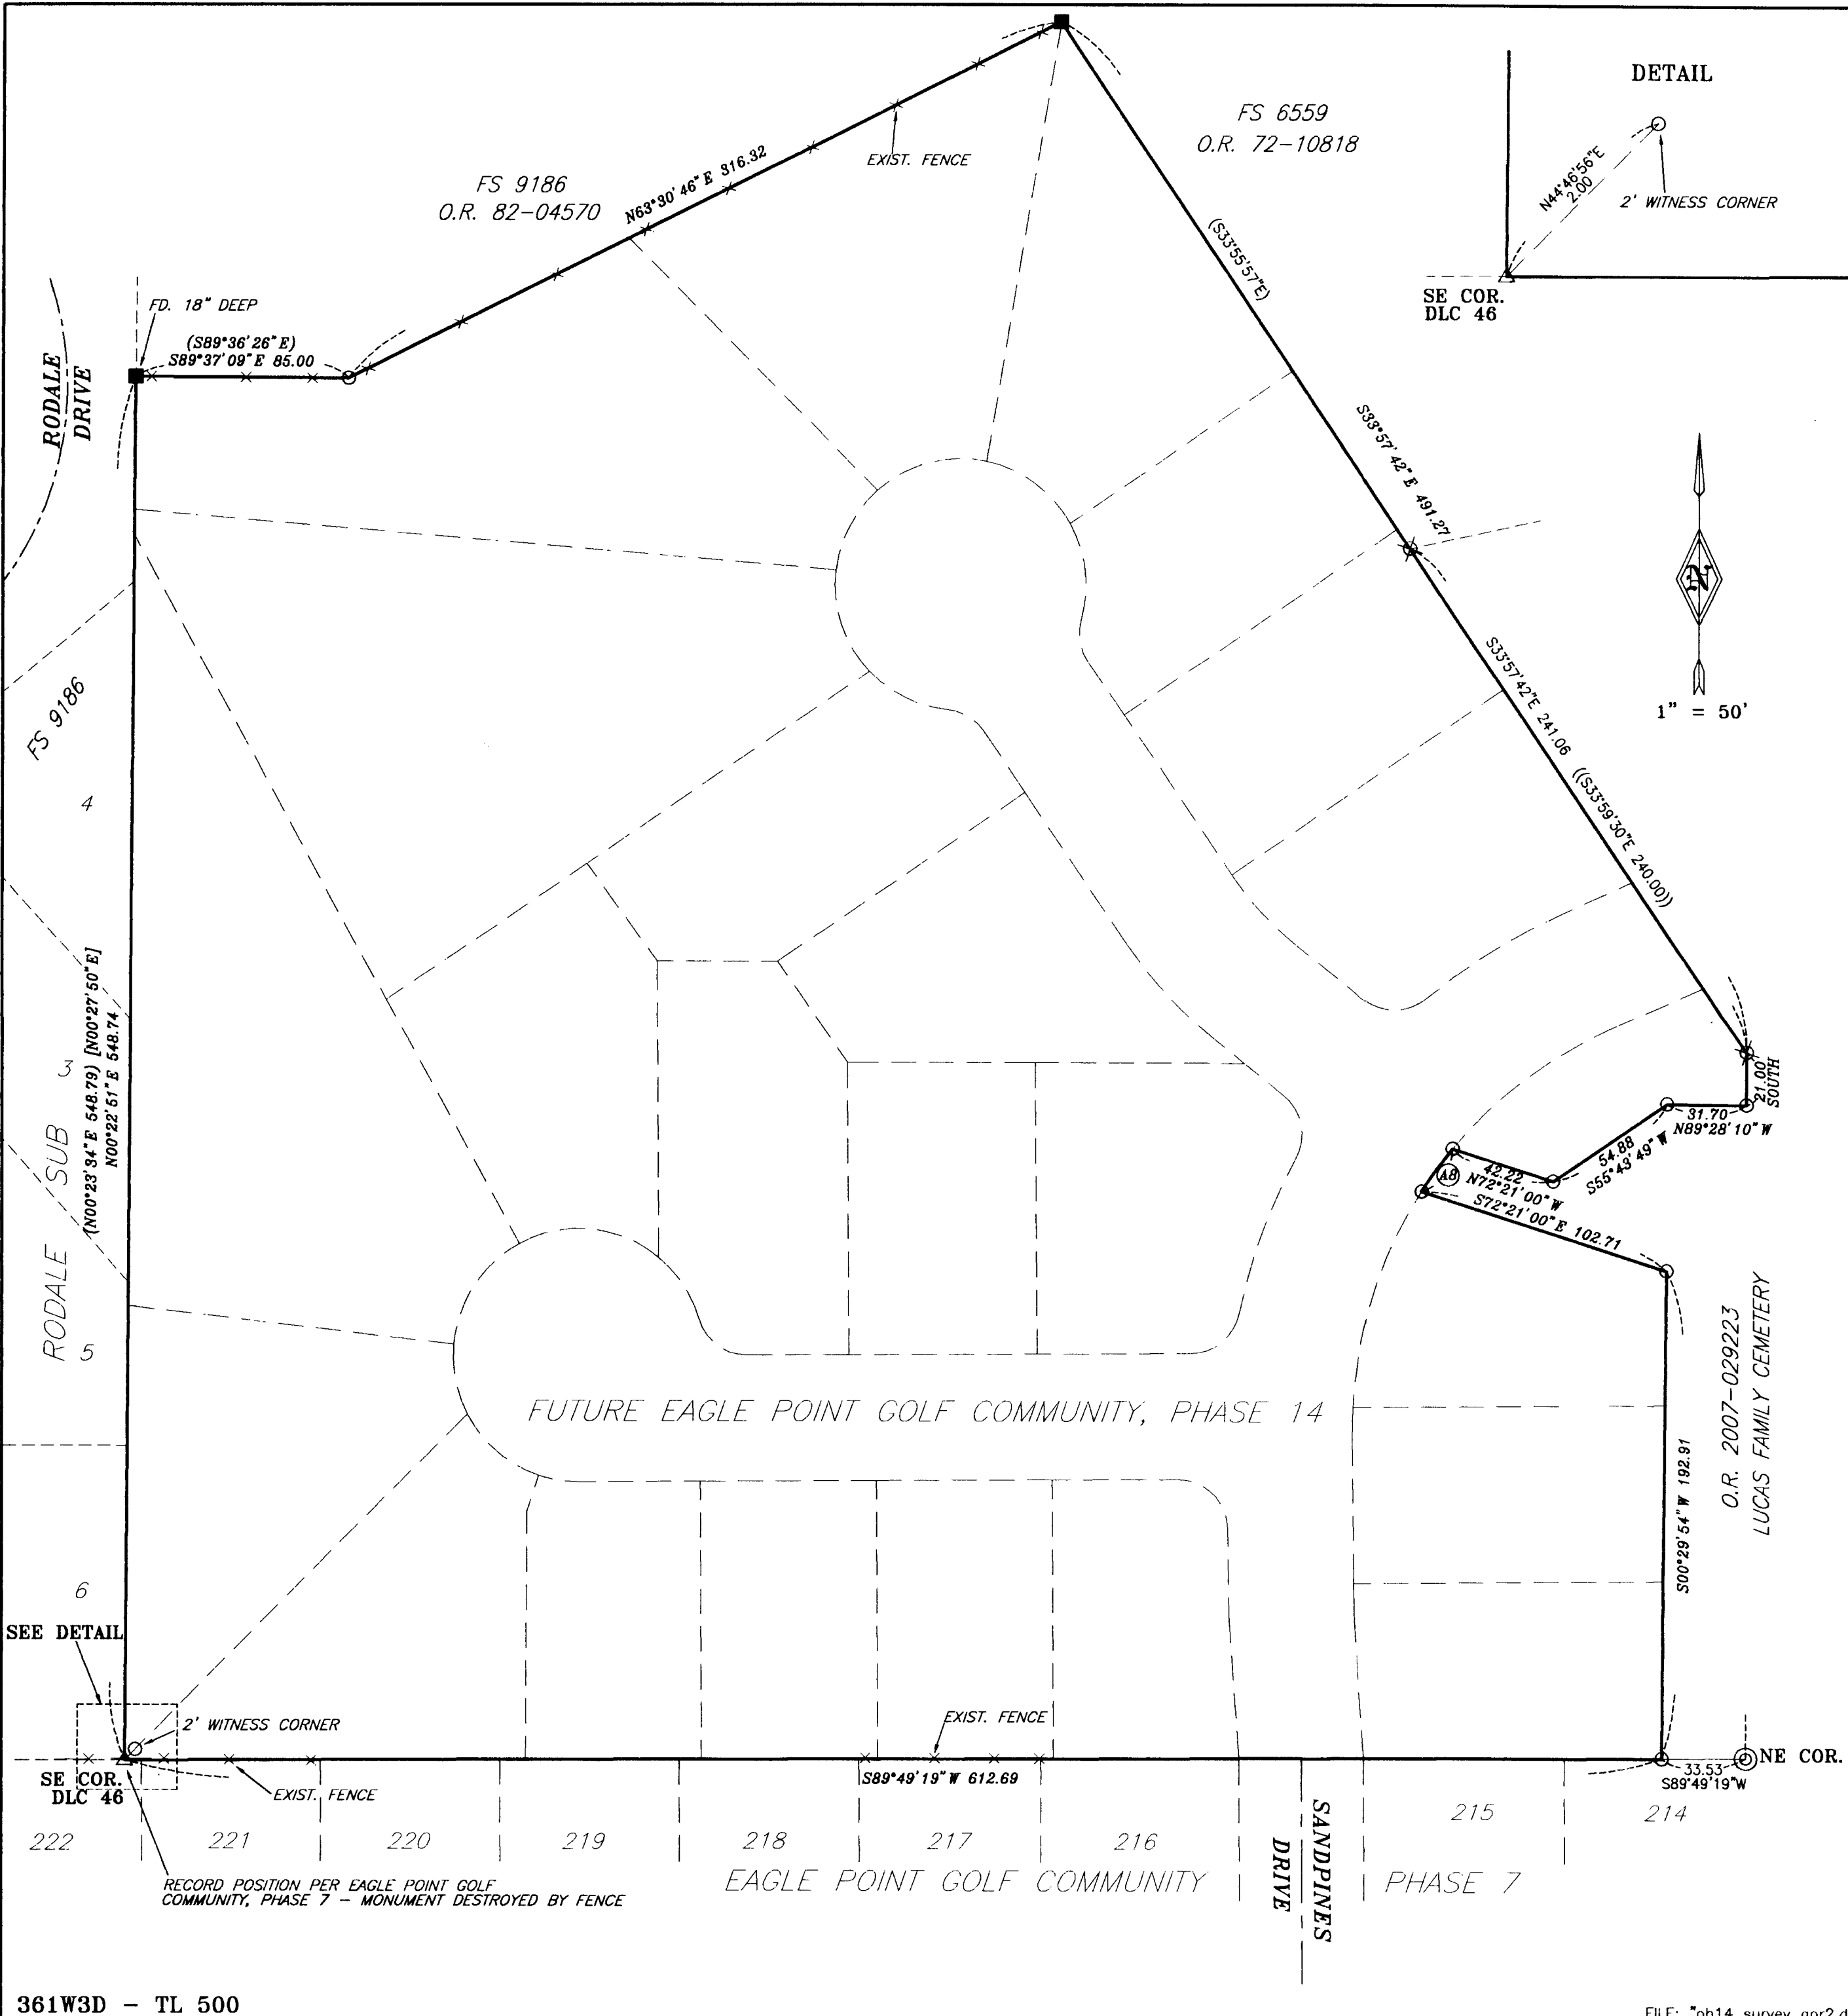 DETAIL
FS 6559
O.R. 72-10818
EXIST. FENCE
N44°46'56"E
2.00
2' WITNESS CORNER
SE COR.
DLC 46
FS 9186
O.R. 82-04570
N63°30'46"E 316.32
(S33°55'57"E)
FD. 18" DEEP
(S89°36'26"E)
S89°37'09"E 85.00
RODALE
DRIVE
S33°57'42"E 491.27
N
1" = 50'
S33°57'42"E 241.06 ((S33°59'30"E 240.00))
FS 9186
4
3
(N00°23'34"E 548.79) [N00°27'50"E]
N00°22'51"E 548.74
RODALE SUB
5
6
21.00
SOUTH
31.70
N89°28'10"W
54.88
S55°43'49"W
42.22
N72°21'00"W
A8
S72°21'00"E 102.71
O.R. 2007-029223
LUCAS FAMILY CEMETERY
S00°29'54"W 192.91
FUTURE EAGLE POINT GOLF COMMUNITY, PHASE 14
SEE DETAIL
2' WITNESS CORNER
EXIST. FENCE
NE COR.
SE COR.
DLC 46
EXIST. FENCE
S89°49'19"W 612.69
33.53
S89°49'19"W
222
221
220
219
218
217
216
215
214
SANDPINES
DRIVE
RECORD POSITION PER EAGLE POINT GOLF
COMMUNITY, PHASE 7 - MONUMENT DESTROYED BY FENCE
EAGLE POINT GOLF COMMUNITY
PHASE 7
361W3D - TL 500